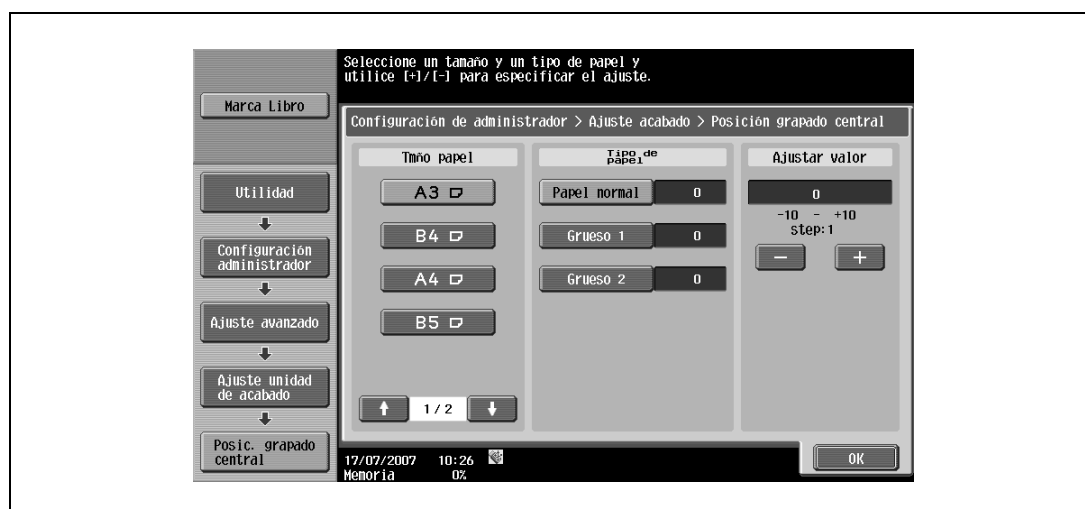 Seleccione un tamaño y un tipo de papel y
utilice [+]/[-] para especificar el ajuste.
Marca Libro
Configuración de administrador > Ajuste acabado > Posición grapado central
Utilidad
Configuración
administrador
Ajuste avanzado
Ajuste unidad
de acabado
Posic. grapado
central
Tmño papel
A3
B4
A4
B5
1/2
Tipo de
papel
Papel normal 0
Grueso 1 0
Grueso 2 0
Ajustar valor
0
-10 - +10
step:1
- +
OK
17/07/2007 10:26
Memoria 0%